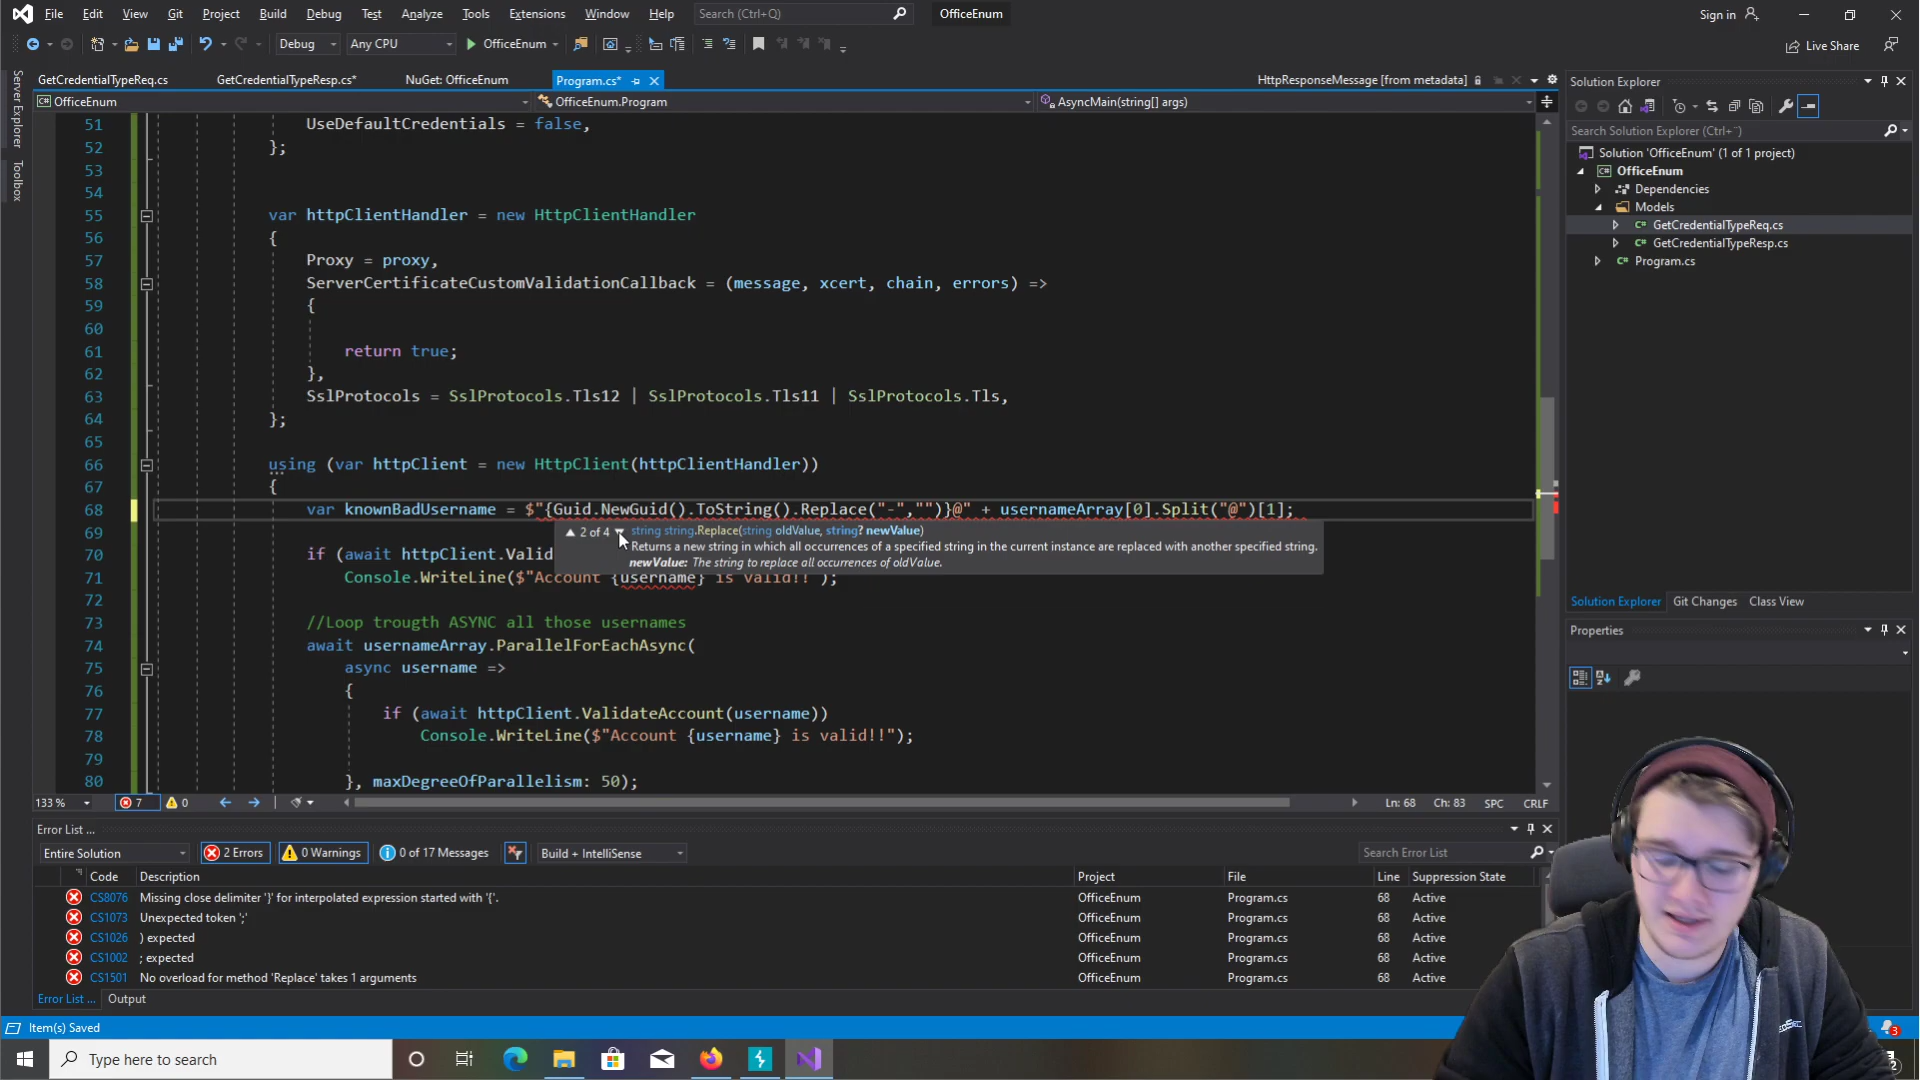 File Edit View Git Project Build Debug Test Analyze Tools Extensions Window Help Search (Ctrl+Q) OfficeEnum Sign in
Debug Any CPU OfficeEnum Live Share
GetCredentialTypeReq.cs GetCredentialTypeResp.cs* NuGet: OfficeEnum Program.cs* HttpResponseMessage [from metadata]
OfficeEnum OfficeEnum.Program AsyncMain(string[] args)
Server Explorer
Toolbox
51 UseDefaultCredentials = false,
52 };
53
54
55 var httpClientHandler = new HttpClientHandler
56 {
57 Proxy = proxy,
58 ServerCertificateCustomValidationCallback = (message, xcert, chain, errors) =>
59 {
60
61 return true;
62 },
63 SslProtocols = SslProtocols.Tls12 | SslProtocols.Tls11 | SslProtocols.Tls,
64 };
65
66 using (var httpClient = new HttpClient(httpClientHandler))
67 {
68 var knownBadUsername = $"{Guid.NewGuid().ToString().Replace("-","")}@" + usernameArray[0].Split("@")[1];
69
2 of 4 string string.Replace(string oldValue, string? newValue)
Returns a new string in which all occurrences of a specified string in the current instance are replaced with another specified string.
newValue: The string to replace all occurrences of oldValue.
70 if (await httpClient.Valid
71 Console.WriteLine($"Account {username} is valid!!");
72
73 //Loop trougth ASYNC all those usernames
74 await usernameArray.ParallelForEachAsync(
75 async username =>
76 {
77 if (await httpClient.ValidateAccount(username))
78 Console.WriteLine($"Account {username} is valid!!");
79
80 }, maxDegreeOfParallelism: 50);
133 % 7 0 Ln: 68 Ch: 83 SPC CRLF
Error List ...
Entire Solution 2 Errors 0 Warnings 0 of 17 Messages Build + IntelliSense Search Error List
Code Description Project File Line Suppression State
CS8076 Missing close delimiter '}' for interpolated expression started with '{'. OfficeEnum Program.cs 68 Active
CS1073 Unexpected token ';' OfficeEnum Program.cs 68 Active
CS1026 ) expected OfficeEnum Program.cs 68 Active
CS1002 ; expected OfficeEnum Program.cs 68 Active
CS1501 No overload for method 'Replace' takes 1 arguments OfficeEnum Program.cs 68 Active
Error List ... Output
Item(s) Saved
Type here to search
Solution Explorer
Search Solution Explorer (Ctrl+¨)
Solution 'OfficeEnum' (1 of 1 project)
OfficeEnum
Dependencies
Models
GetCredentialTypeReq.cs
GetCredentialTypeResp.cs
Program.cs
Solution Explorer Git Changes Class View
Properties
3
2